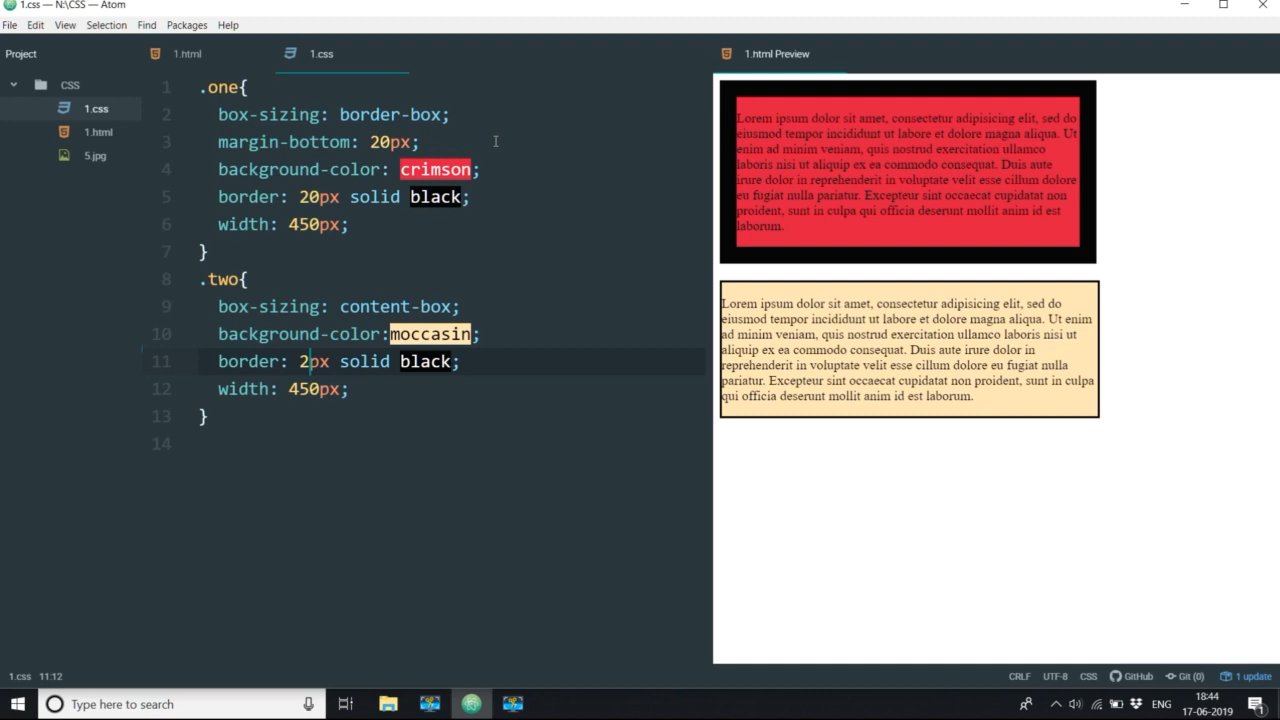 1.css — N:\CSS — Atom
File Edit View Selection Find Packages Help
Project
1.html
1.css
1.html Preview
CSS
1.css
1.html
5.jpg
1 .one{
2 box-sizing: border-box;
3 margin-bottom: 20px;
4 background-color: crimson;
5 border: 20px solid black;
6 width: 450px;
7 }
8 .two{
9 box-sizing: content-box;
10 background-color:moccasin;
11 border: 2px solid black;
12 width: 450px;
13 }
14
Lorem ipsum dolor sit amet, consectetur adipisicing elit, sed do
eiusmod tempor incididunt ut labore et dolore magna aliqua. Ut
enim ad minim veniam, quis nostrud exercitation ullamco
laboris nisi ut aliquip ex ea commodo consequat. Duis aute
irure dolor in reprehenderit in voluptate velit esse cillum dolore
eu fugiat nulla pariatur. Excepteur sint occaecat cupidatat non
proident, sunt in culpa qui officia deserunt mollit anim id est
laborum.
Lorem ipsum dolor sit amet, consectetur adipisicing elit, sed do
eiusmod tempor incididunt ut labore et dolore magna aliqua. Ut enim
ad minim veniam, quis nostrud exercitation ullamco laboris nisi ut
aliquip ex ea commodo consequat. Duis aute irure dolor in
reprehenderit in voluptate velit esse cillum dolore eu fugiat nulla
pariatur. Excepteur sint occaecat cupidatat non proident, sunt in culpa
qui officia deserunt mollit anim id est laborum.
1.css 11:12
CRLF UTF-8 CSS GitHub Git (0) 1 update
Type here to search
ENG
18:44
17-06-2019
1